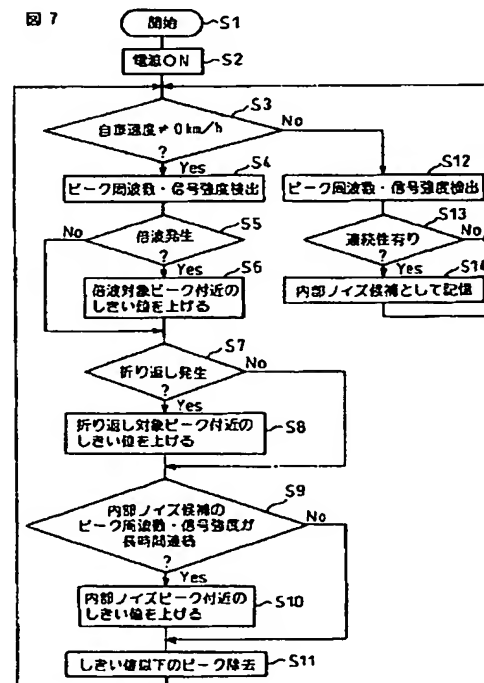 図 7
開始
S1
電源ON
S2
S3
自車速度≠0km/h
?
No
Yes
S4
ピーク周波数・信号強度検出
S12
ピーク周波数・信号強度検出
S5
No
倍波発生
?
Yes
S13
連続性有り
?
No
Yes
S6
倍波対象ピーク付近の
しきい値を上げる
S14
内部ノイズ候補として記憶
S7
折り返し発生
?
No
Yes
S8
折り返し対象ピーク付近の
しきい値を上げる
S9
内部ノイズ候補の
ピーク周波数・信号強度が
長時間連続
?
No
Yes
S10
内部ノイズピーク付近の
しきい値を上げる
S11
しきい値以下のピーク除去